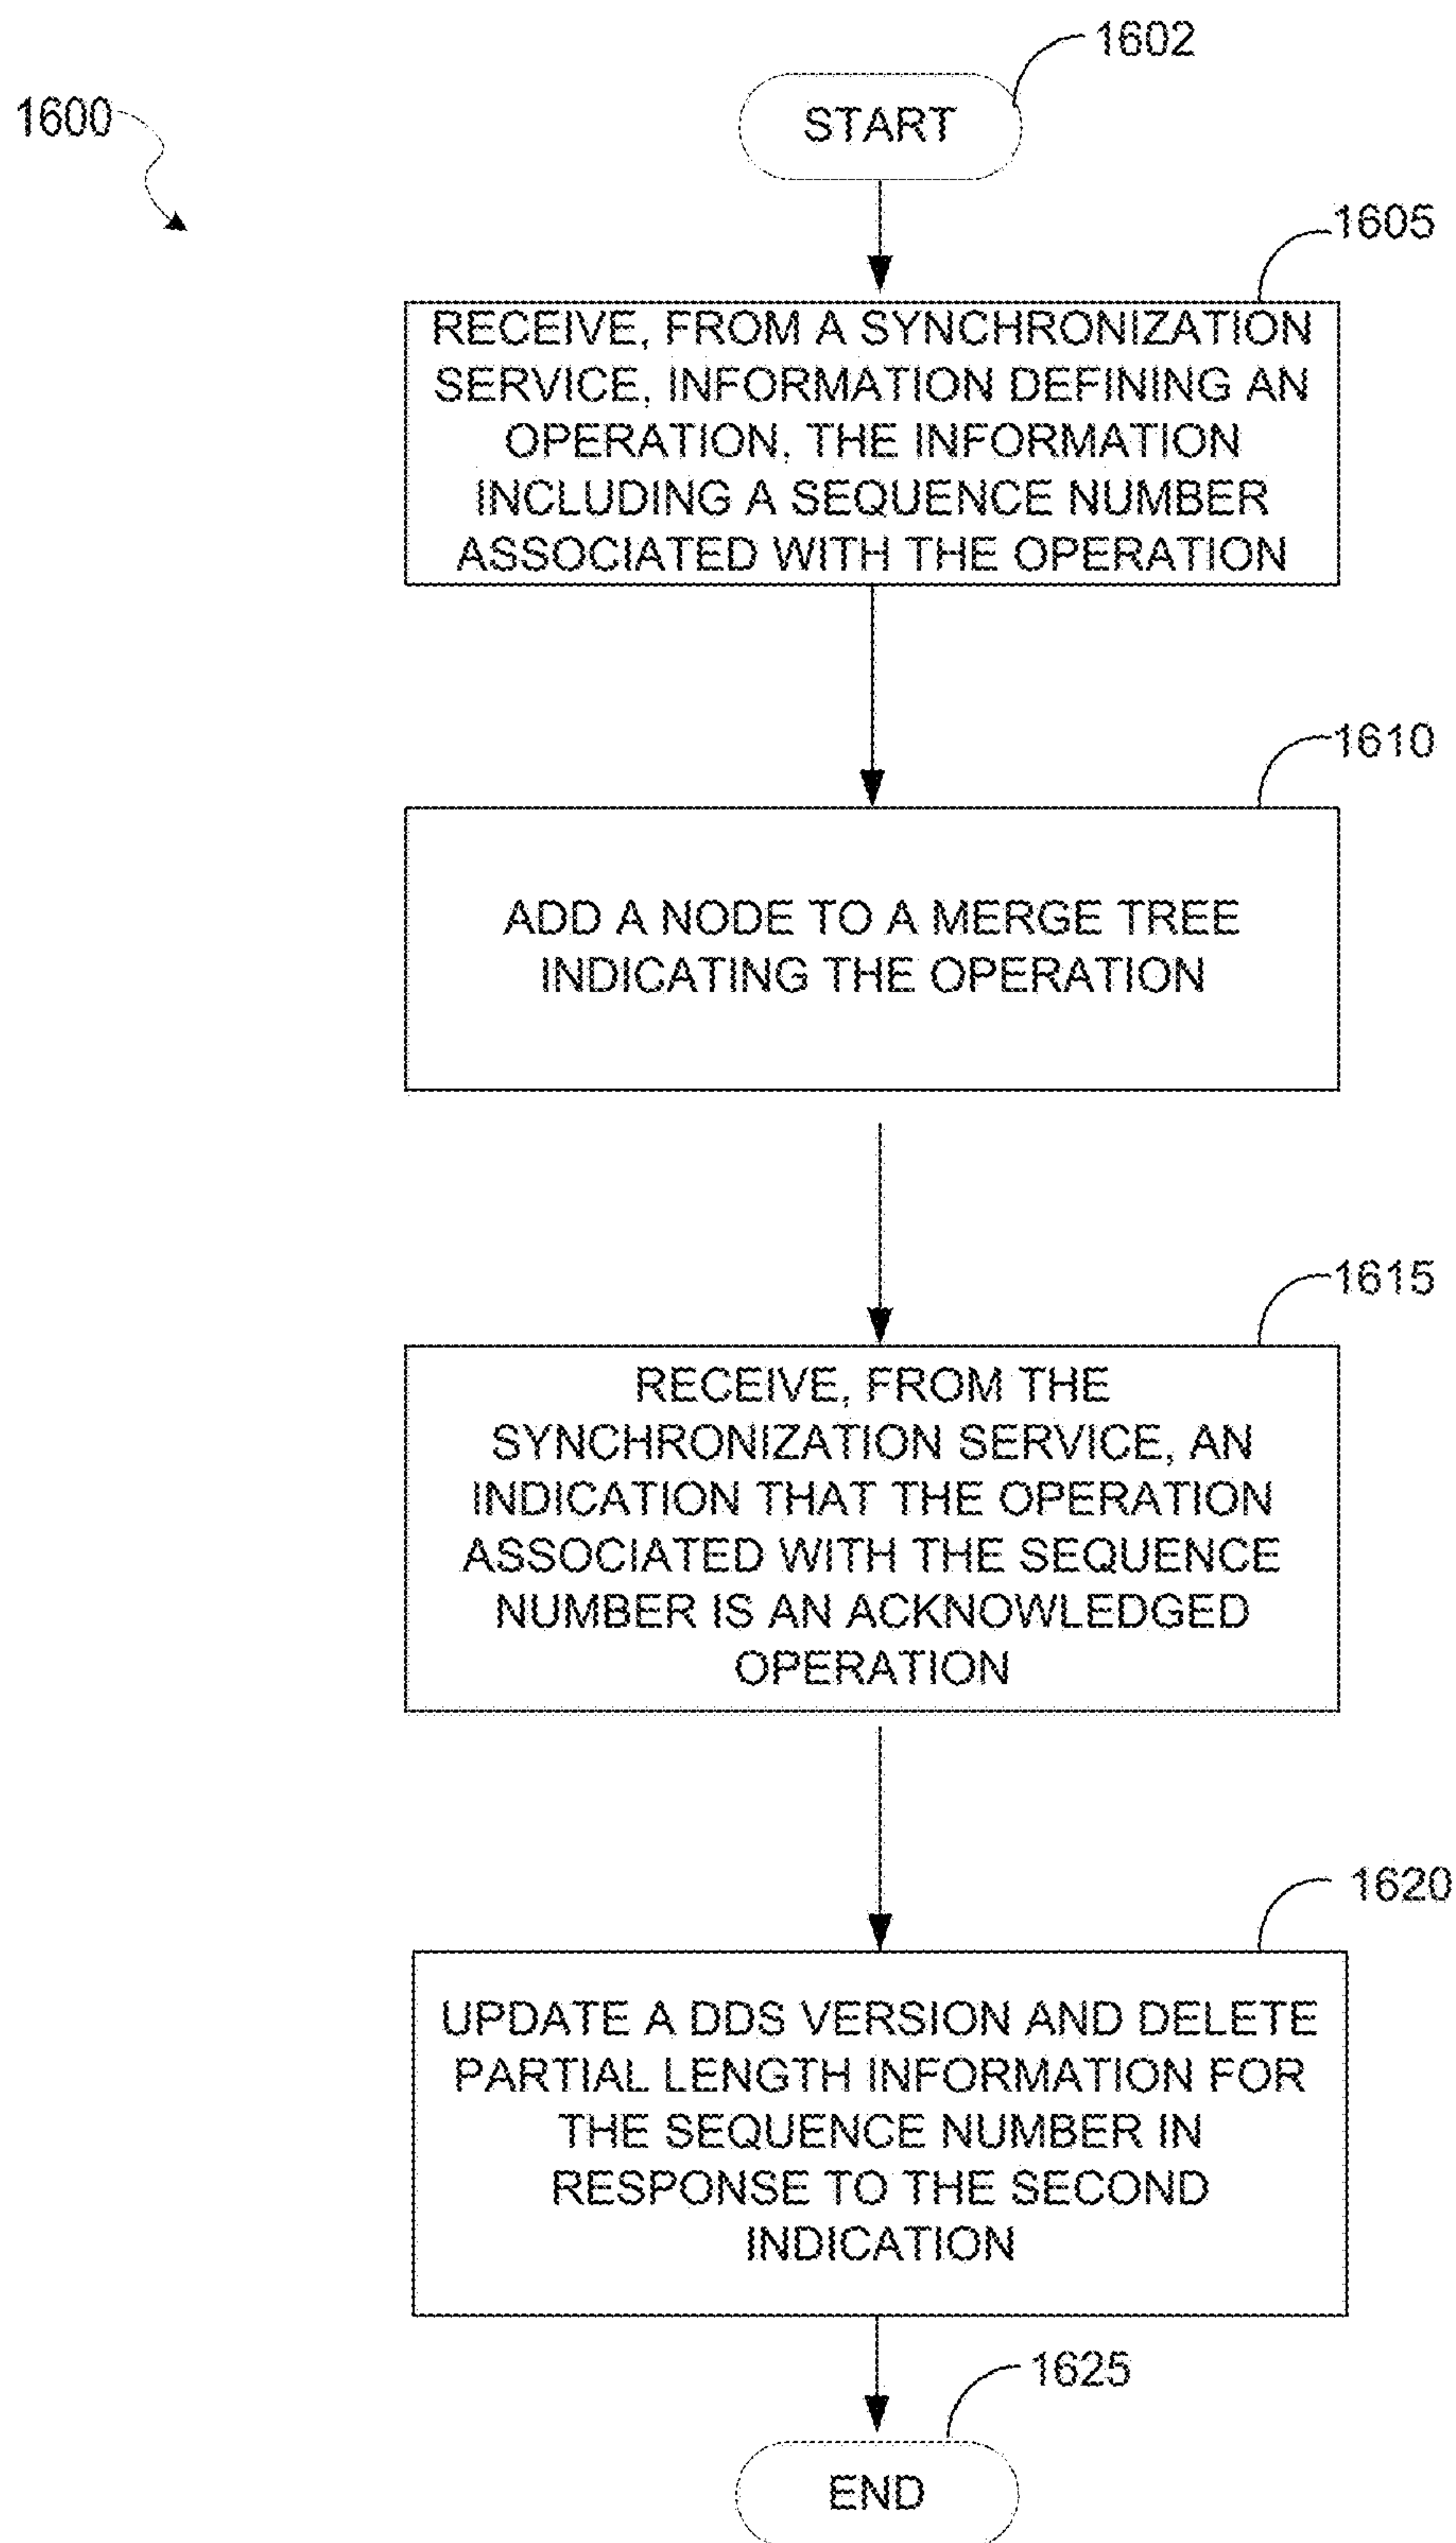 1602
1600
START
1605
RECEIVE, FROM A SYNCHRONIZATION
SERVICE, INFORMATION DEFINING AN
OPERATION, THE INFORMATION
INCLUDING A SEQUENCE NUMBER
ASSOCIATED WITH THE OPERATION
1610
ADD A NODE TO A MERGE TREE
INDICATING THE OPERATION
1615
RECEIVE, FROM THE
SYNCHRONIZATION SERVICE, AN
INDICATION THAT THE OPERATION
ASSOCIATED WITH THE SEQUENCE
NUMBER IS AN ACKNOWLEDGED
OPERATION
1620
UPDATE A DDS VERSION AND DELETE
PARTIAL LENGTH INFORMATION FOR
THE SEQUENCE NUMBER IN
RESPONSE TO THE SECOND
INDICATION
1625
END